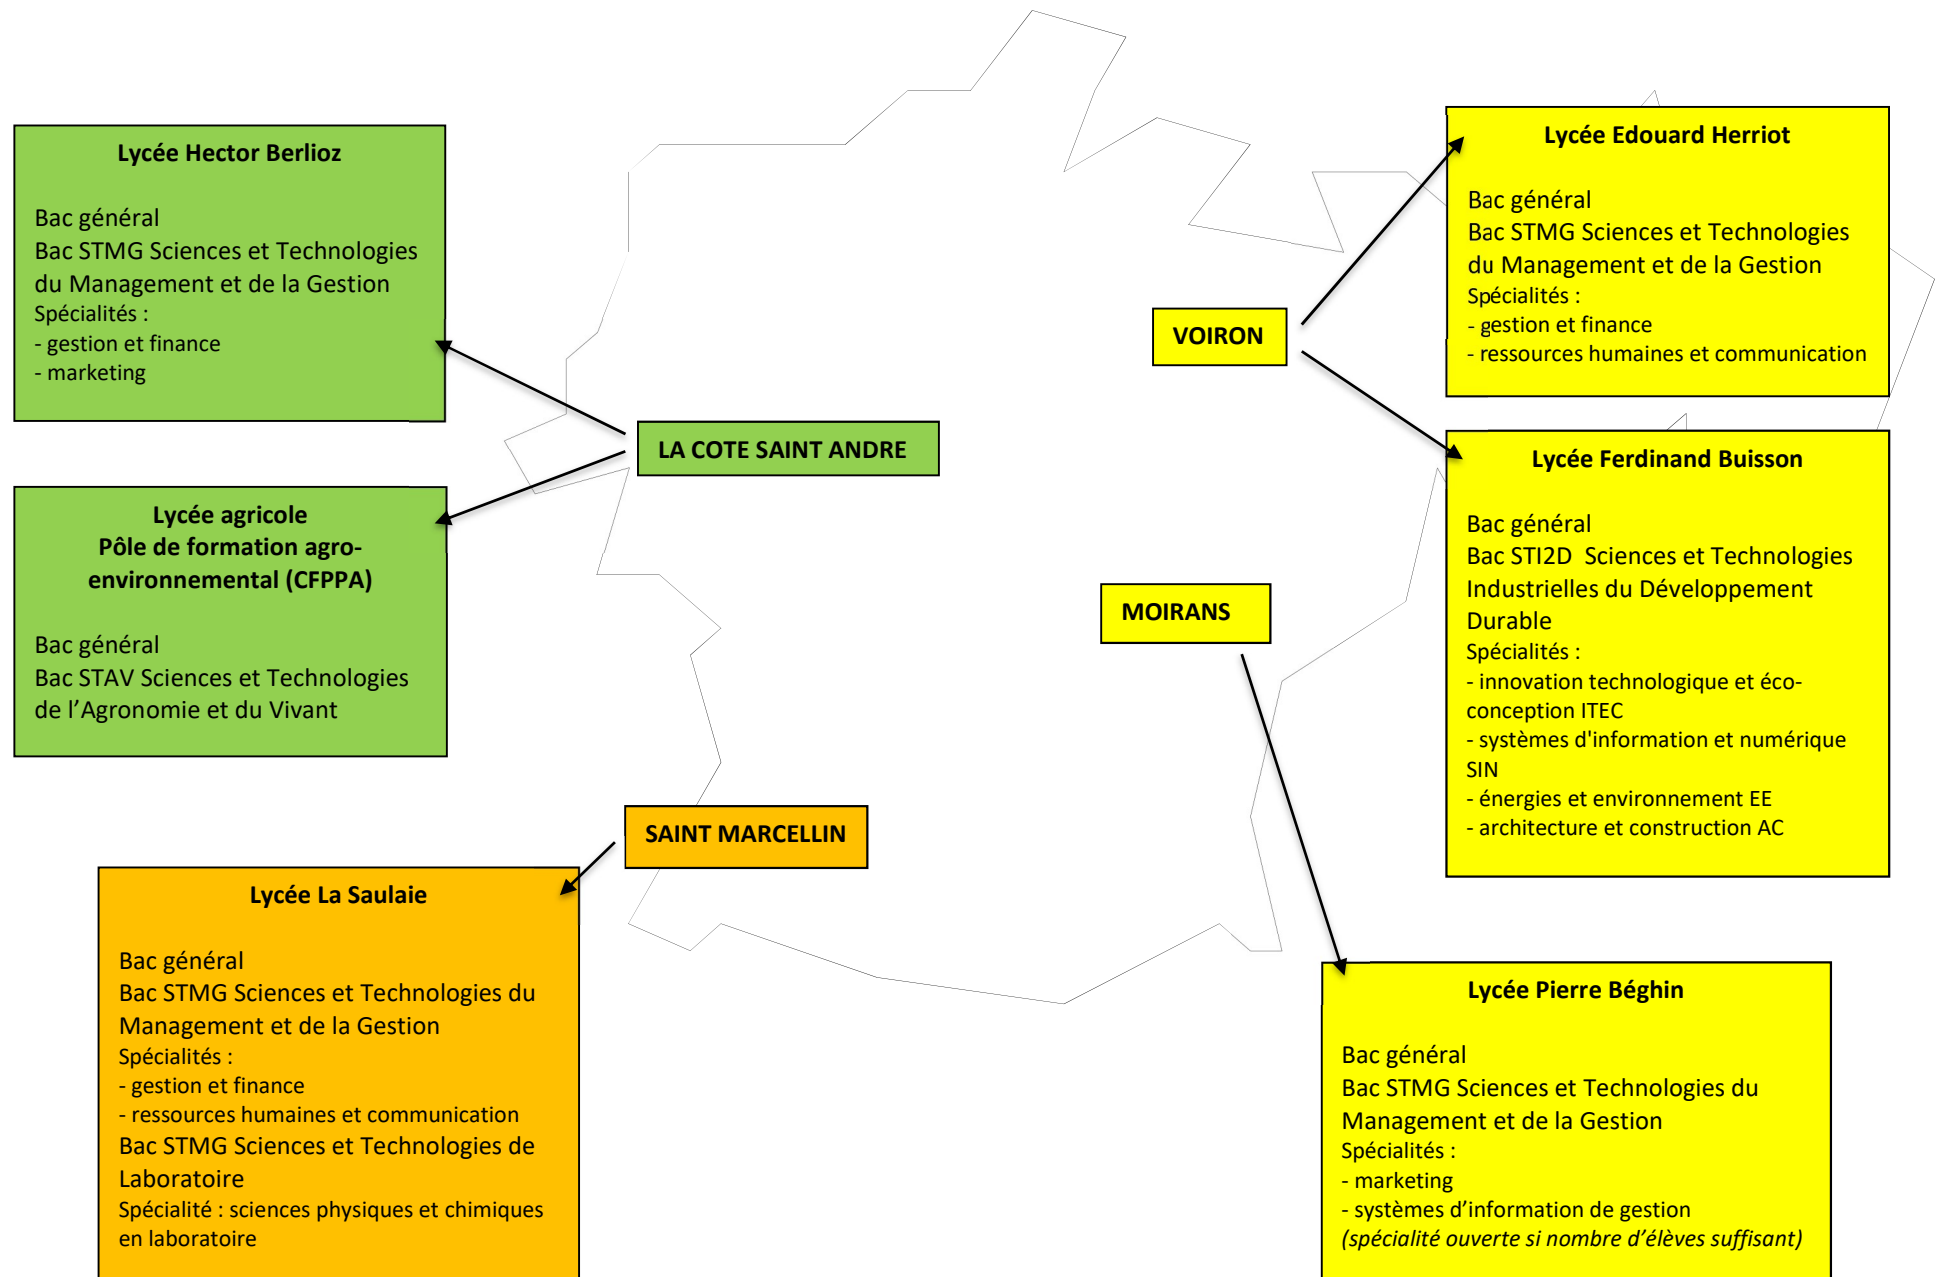 Lycée Hector Berlioz
Bac général
Bac STMG Sciences et Technologies
du Management et de la Gestion
Spécialités :
- gestion et finance
- marketing
Lycée agricole
Pôle de formation agro-
environnemental (CFPPA)
Bac général
Bac STAV Sciences et Technologies
de l’Agronomie et du Vivant
LA COTE SAINT ANDRE
SAINT MARCELLIN
Lycée La Saulaie
Bac général
Bac STMG Sciences et Technologies du
Management et de la Gestion
Spécialités :
- gestion et finance
- ressources humaines et communication
Bac STMG Sciences et Technologies de
Laboratoire
Spécialité : sciences physiques et chimiques
en laboratoire
VOIRON
Lycée Edouard Herriot
Bac général
Bac STMG Sciences et Technologies
du Management et de la Gestion
Spécialités :
- gestion et finance
- ressources humaines et communication
Lycée Ferdinand Buisson
Bac général
Bac STI2D  Sciences et Technologies
Industrielles du Développement
Durable
Spécialités :
- innovation technologique et éco-
conception ITEC
- systèmes d'information et numérique
SIN
- énergies et environnement EE
- architecture et construction AC
MOIRANS
Lycée Pierre Béghin
Bac général
Bac STMG Sciences et Technologies du
Management et de la Gestion
Spécialités :
- marketing
- systèmes d’information de gestion
(spécialité ouverte si nombre d’élèves suffisant)